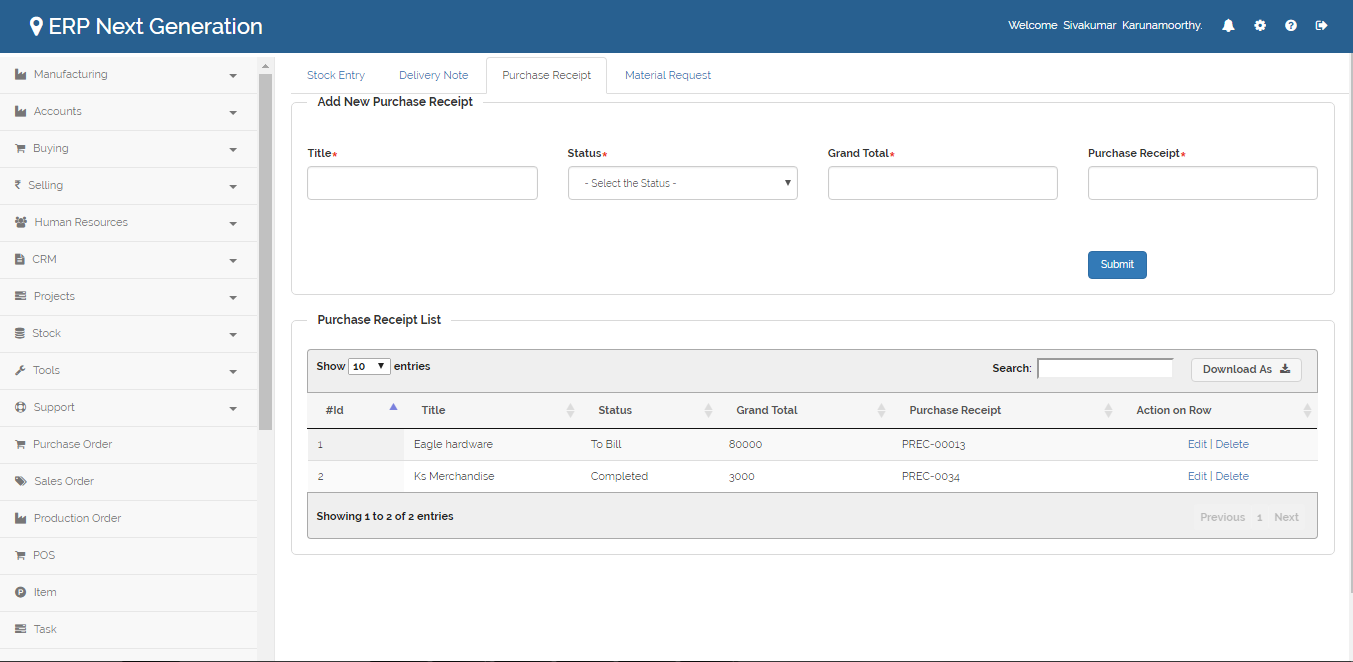 ERP Next Generation
Welcome Sivakumar Karunamoorthy.
Manufacturing
Accounts
Buying
₹ Selling
Human Resources
CRM
Projects
Stock
Tools
Support
Purchase Order
Sales Order
Production Order
POS
Item
Task
Stock Entry Delivery Note Purchase Receipt Material Request
Add New Purchase Receipt
Title* Status* Grand Total* Purchase Receipt*
- Select the Status -
Submit
Purchase Receipt List
Show 10 entries Search: Download As
#Id Title Status Grand Total Purchase Receipt Action on Row
1 Eagle hardware To Bill 80000 PREC-00013 Edit | Delete
2 Ks Merchandise Completed 3000 PREC-0034 Edit | Delete
Showing 1 to 2 of 2 entries Previous 1 Next